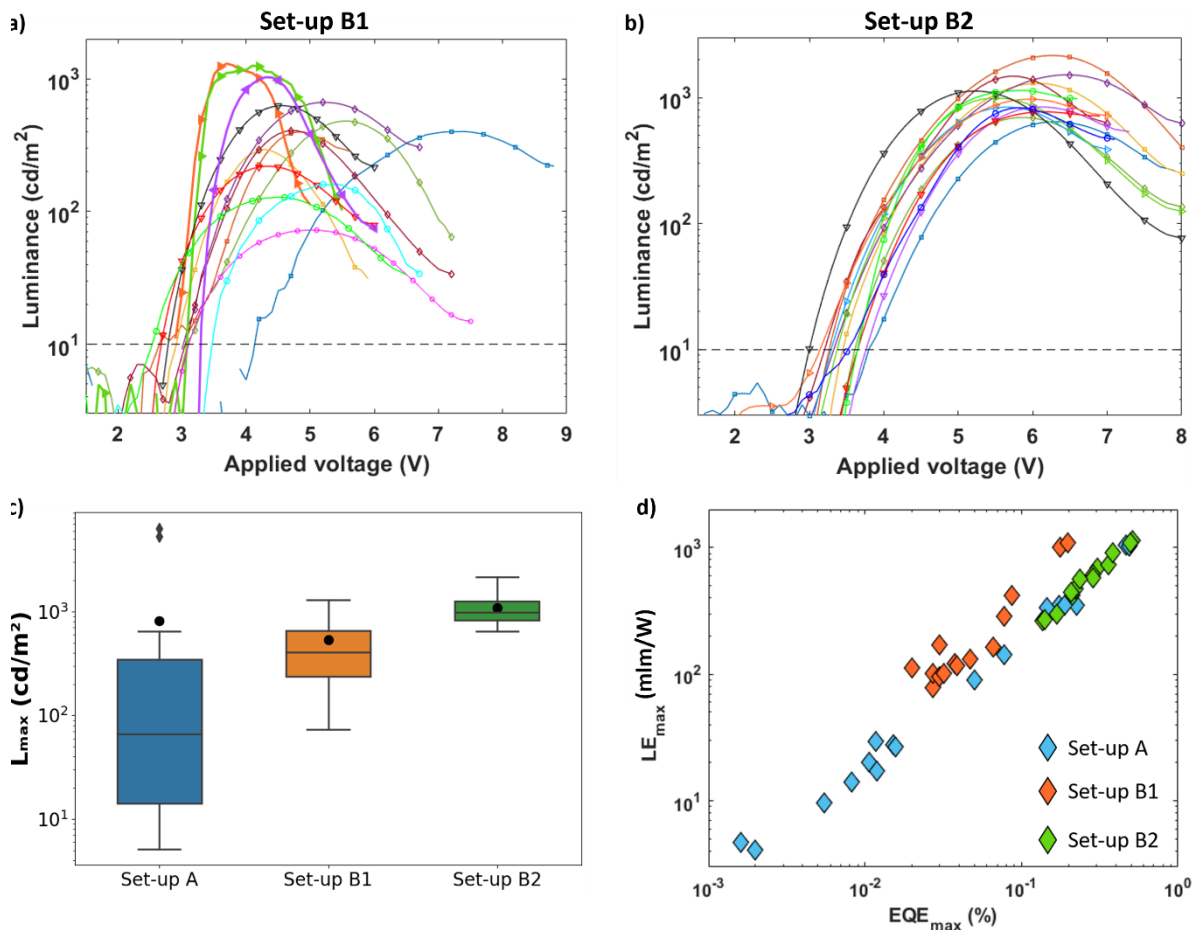 Set-up B1
Set-up B2
a)
b)
10³
10²
10¹
Luminance (cd/m²)
2 3 4 5 6 7 8 9
Applied voltage (V)
10³
10²
10¹
Luminance (cd/m²)
2 3 4 5 6 7 8
Applied voltage (V)
c)
10³
10²
10¹
Lₘₐₓ (cd/m²)
Set-up A Set-up B1 Set-up B2
d)
10³
10²
10¹
LEₘₐₓ (mlm/W)
Set-up A
Set-up B1
Set-up B2
10⁻³ 10⁻² 10⁻¹ 10⁰
EQEₘₐₓ (%)